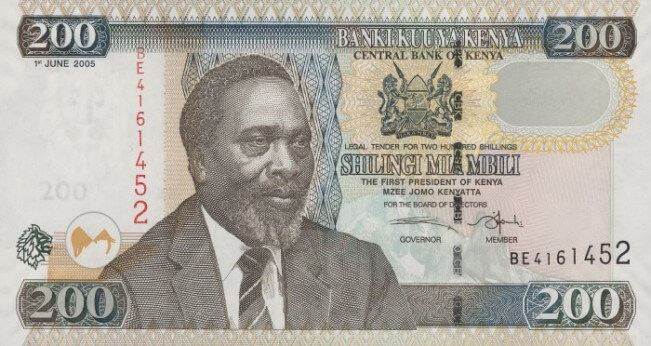 200
BANKI KUU YA KENYA
200
CENTRAL BANK OF KENYA
1ST JUNE 2005
BE4161452
LEGAL TENDER FOR TWO HUNDRED SHILLINGS
SHILINGI MIA MBILI
THE FIRST PRESIDENT OF KENYA
MZEE JOMO KENYATTA
FOR THE BOARD OF DIRECTORS
200
GOVERNOR MEMBER
BE4161452
200
200